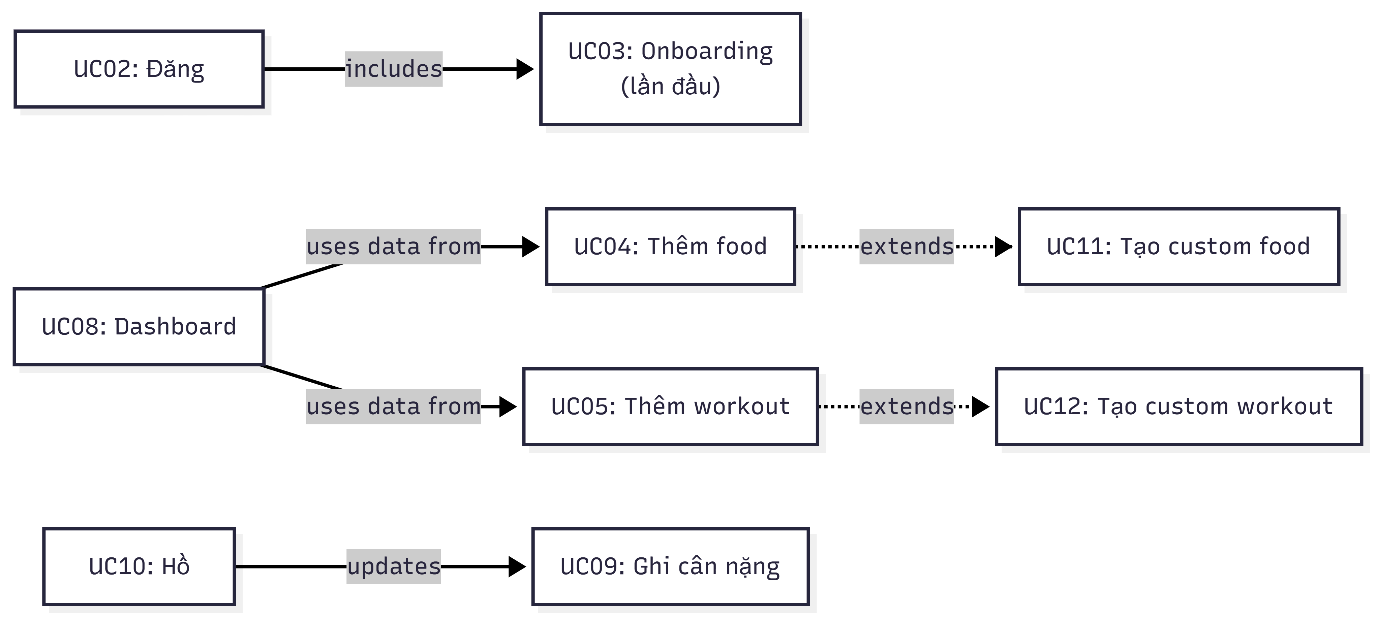 UC02: Đăng
includes
UC03: Onboarding
(lần đầu)
uses data from
UC04: Thêm food
extends
UC11: Tạo custom food
UC08: Dashboard
uses data from
UC05: Thêm workout
extends
UC12: Tạo custom workout
UC10: Hồ
updates
UC09: Ghi cân nặng